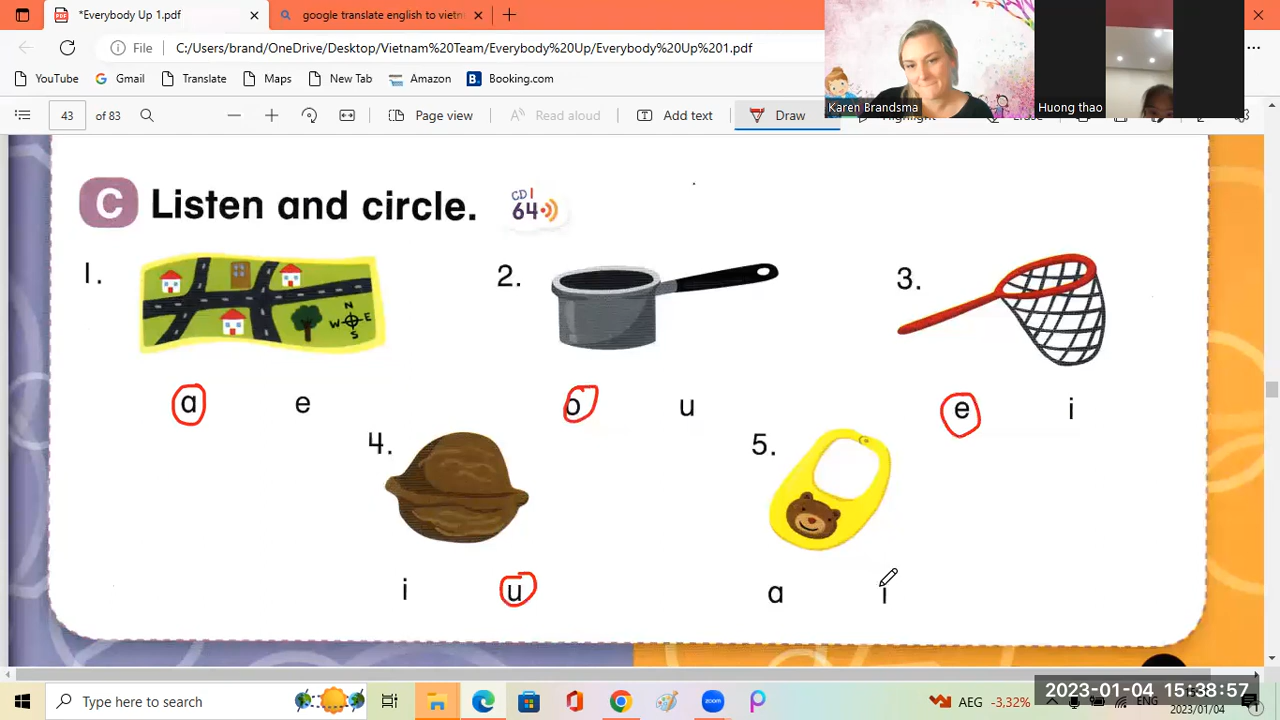 *Everybody Up 1.pdf
google translate english to vietn
File C:/Users/brand/OneDrive/Desktop/Vietnam%20Team/Everybody%20Up/Everybody%20Up%201.pdf
YouTube Gmail Translate Maps New Tab Amazon Booking.com
Karen Brandsma Huong thao
43 of 83 Page view Read aloud Add text Draw
C Listen and circle. CD1 64
1. 2. 3.
N
W E
S
a e o u e i
4. 5.
i u a i
Type here to search zoom AEG -3,32% ENG
2023-01-04 15:38:57
2023/01/04